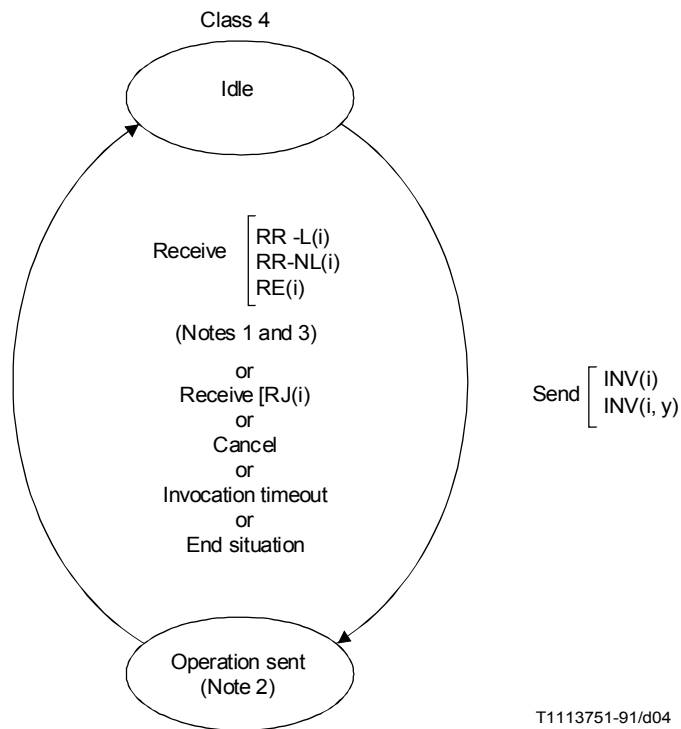 Class 4
Idle
Receive
RR -L(i)
RR-NL(i)
RE(i)
(Notes 1 and 3)
or
Receive [RJ(i)
or
Cancel
or
Invocation timeout
or
End situation
Send
INV(i)
INV(i, y)
Operation sent
(Note 2)
T1113751-91/d04